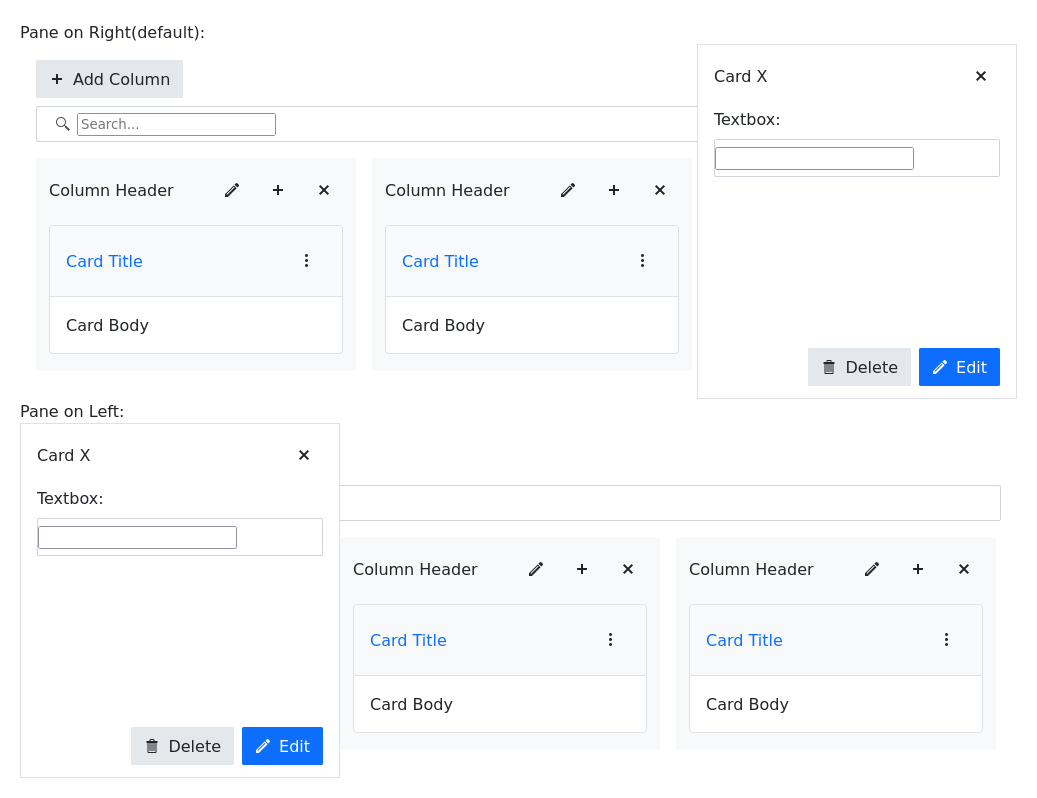 Pane on Right(default):
Add Column
Search...
Column Header
Card Title
Card Body
Column Header
Card Title
Card Body
Card X
Textbox:
Delete
Edit
Pane on Left:
Card X
Textbox:
Delete
Edit
Column Header
Card Title
Card Body
Column Header
Card Title
Card Body